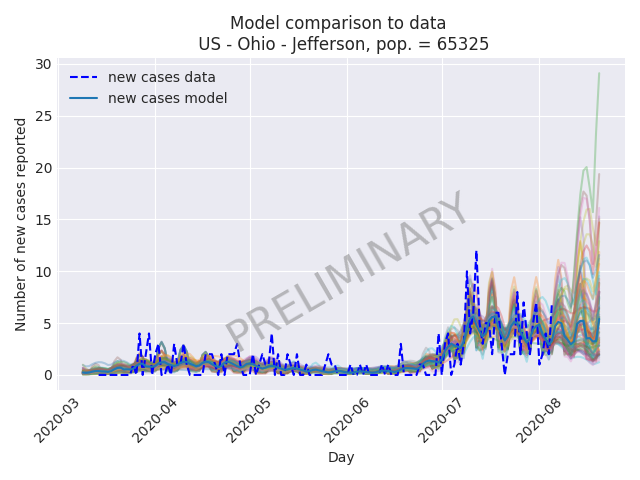 Model comparison to data
US - Ohio - Jefferson, pop. = 65325
new cases data
new cases model
Number of new cases reported
30
25
20
15
10
5
0
PRELIMINARY
2020-03
2020-04
2020-05
2020-06
2020-07
2020-08
Day